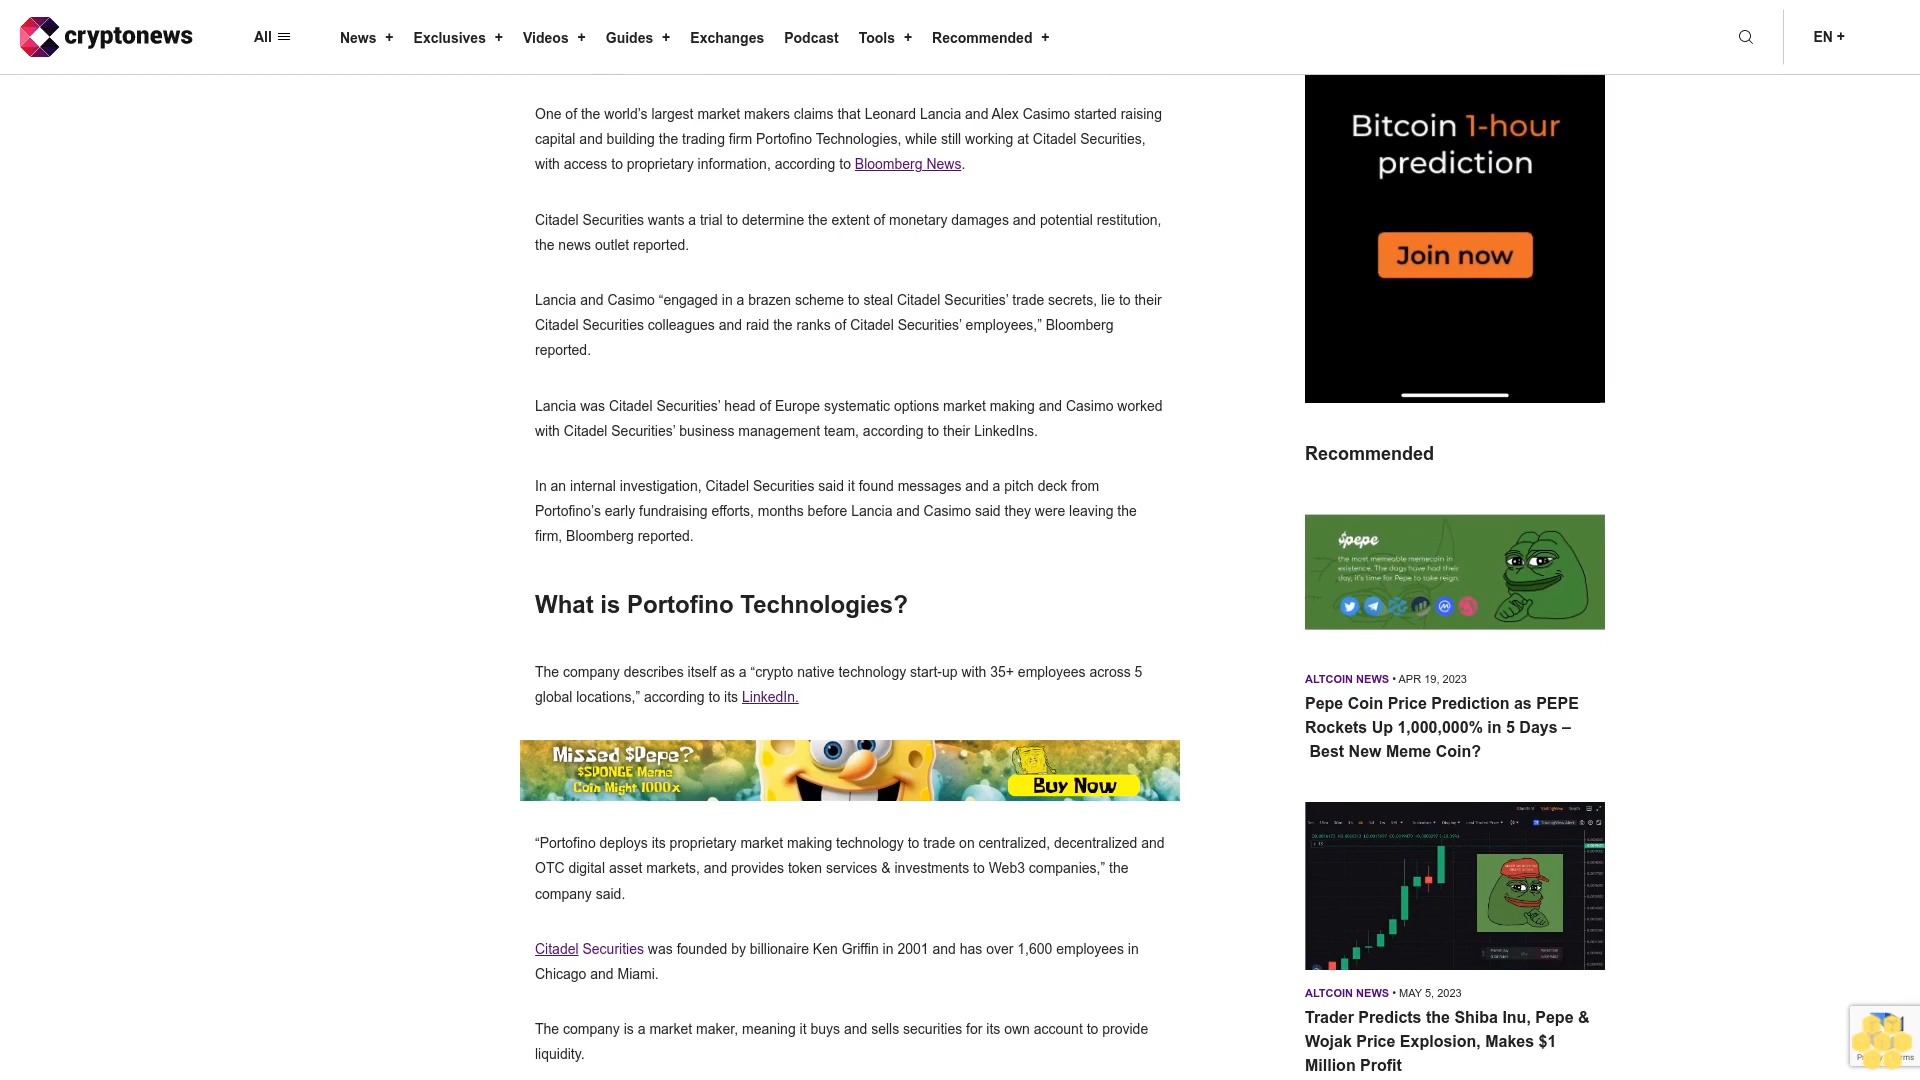 cryptonews
All
News +
Exclusives +
Videos +
Guides +
Exchanges
Podcast
Tools +
Recommended +
EN +
One of the world’s largest market makers claims that Leonard Lancia and Alex Casimo started raising
capital and building the trading firm Portofino Technologies, while still working at Citadel Securities,
with access to proprietary information, according to Bloomberg News.
Citadel Securities wants a trial to determine the extent of monetary damages and potential restitution,
the news outlet reported.
Lancia and Casimo “engaged in a brazen scheme to steal Citadel Securities’ trade secrets, lie to their
Citadel Securities colleagues and raid the ranks of Citadel Securities’ employees,” Bloomberg
reported.
Lancia was Citadel Securities’ head of Europe systematic options market making and Casimo worked
with Citadel Securities’ business management team, according to their LinkedIns.
In an internal investigation, Citadel Securities said it found messages and a pitch deck from
Portofino’s early fundraising efforts, months before Lancia and Casimo said they were leaving the
firm, Bloomberg reported.
What is Portofino Technologies?
The company describes itself as a “crypto native technology start-up with 35+ employees across 5
global locations,” according to its LinkedIn.
Missed $Pepe?
$SPONGE Meme
Coin Might 1000x
Buy Now
“Portofino deploys its proprietary market making technology to trade on centralized, decentralized and
OTC digital asset markets, and provides token services & investments to Web3 companies,” the
company said.
Citadel Securities was founded by billionaire Ken Griffin in 2001 and has over 1,600 employees in
Chicago and Miami.
The company is a market maker, meaning it buys and sells securities for its own account to provide
liquidity.
Bitcoin 1-hour
prediction
Join now
Recommended
$pepe
the most memeable memecoin in
existence. The dogs have had their
day, it's time for Pepe to take reign.
ALTCOIN NEWS • APR 19, 2023
Pepe Coin Price Prediction as PEPE
Rockets Up 1,000,000% in 5 Days –
Best New Meme Coin?
ALTCOIN NEWS • MAY 5, 2023
Trader Predicts the Shiba Inu, Pepe &
Wojak Price Explosion, Makes $1
Million Profit